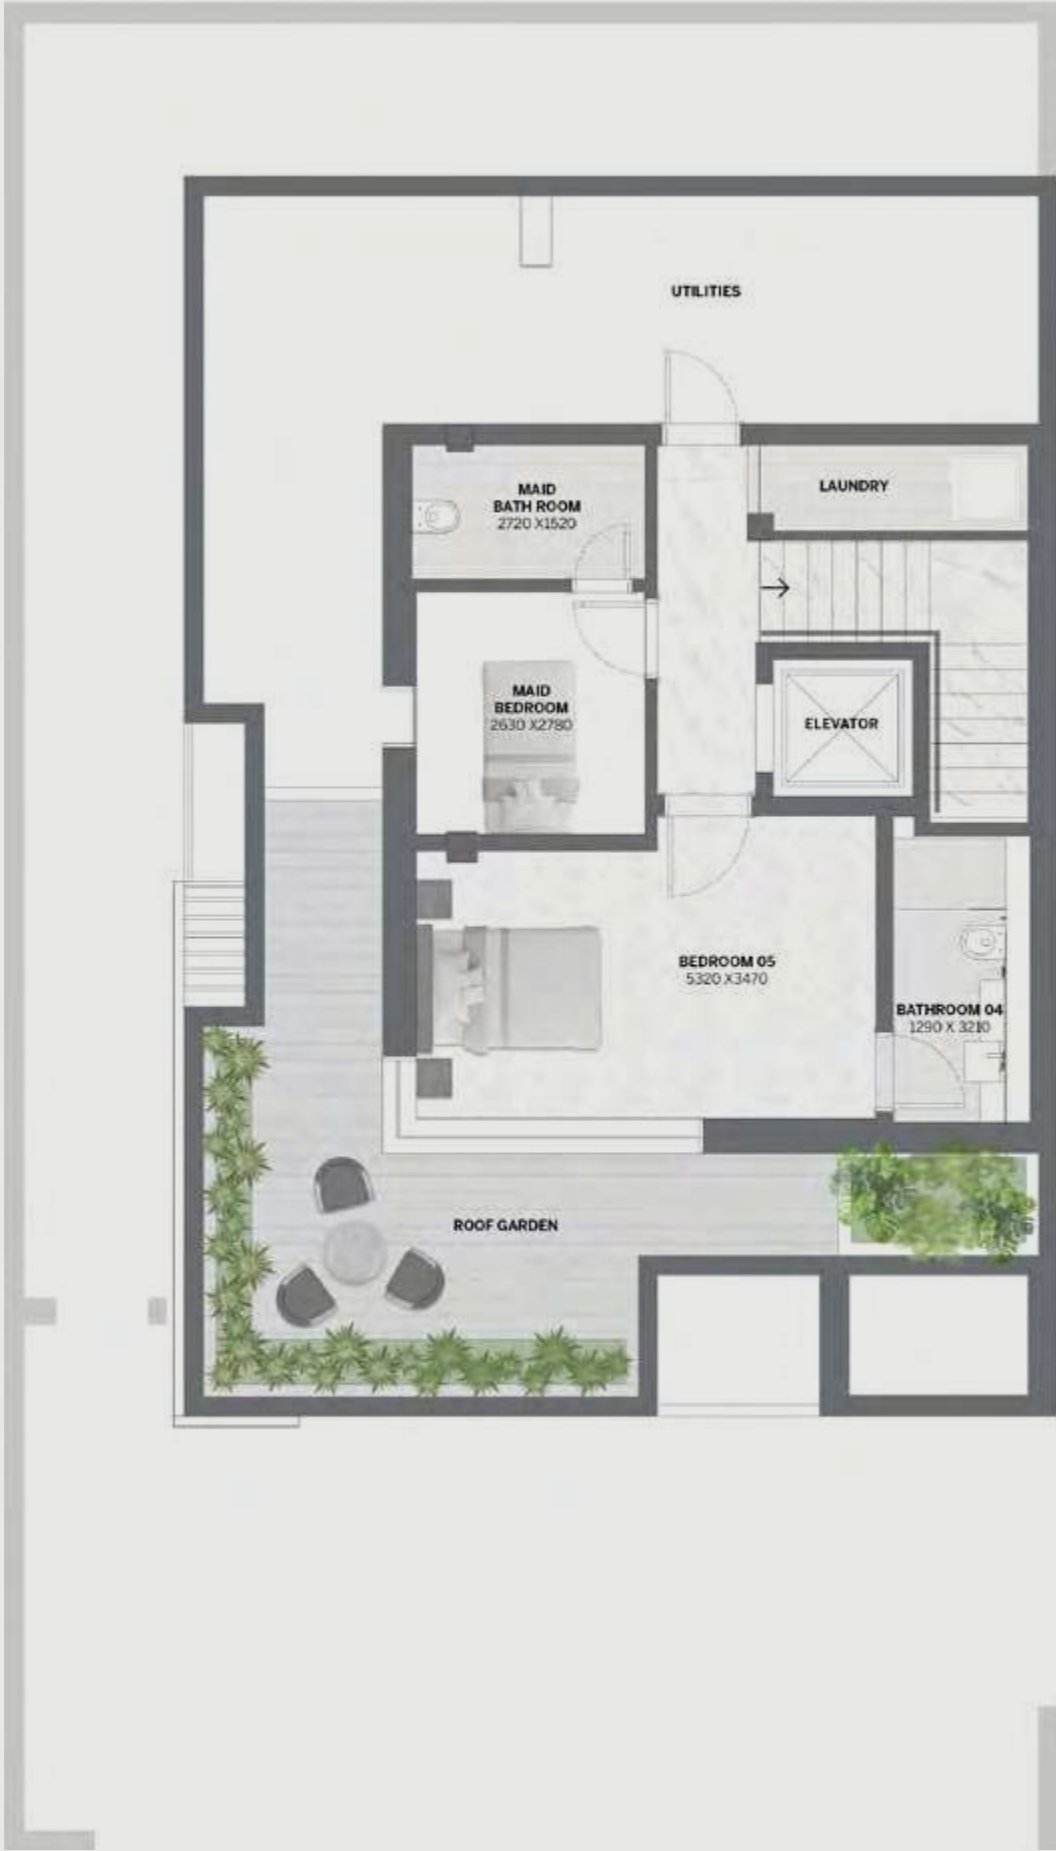 UTILITIES
LAUNDRY
MAID
BATH ROOM
2720 X1520
MAID
BEDROOM
2630 X2780
ELEVATOR
BEDROOM 05
5320 X3470
BATHROOM 04
1290 X 3210
ROOF GARDEN